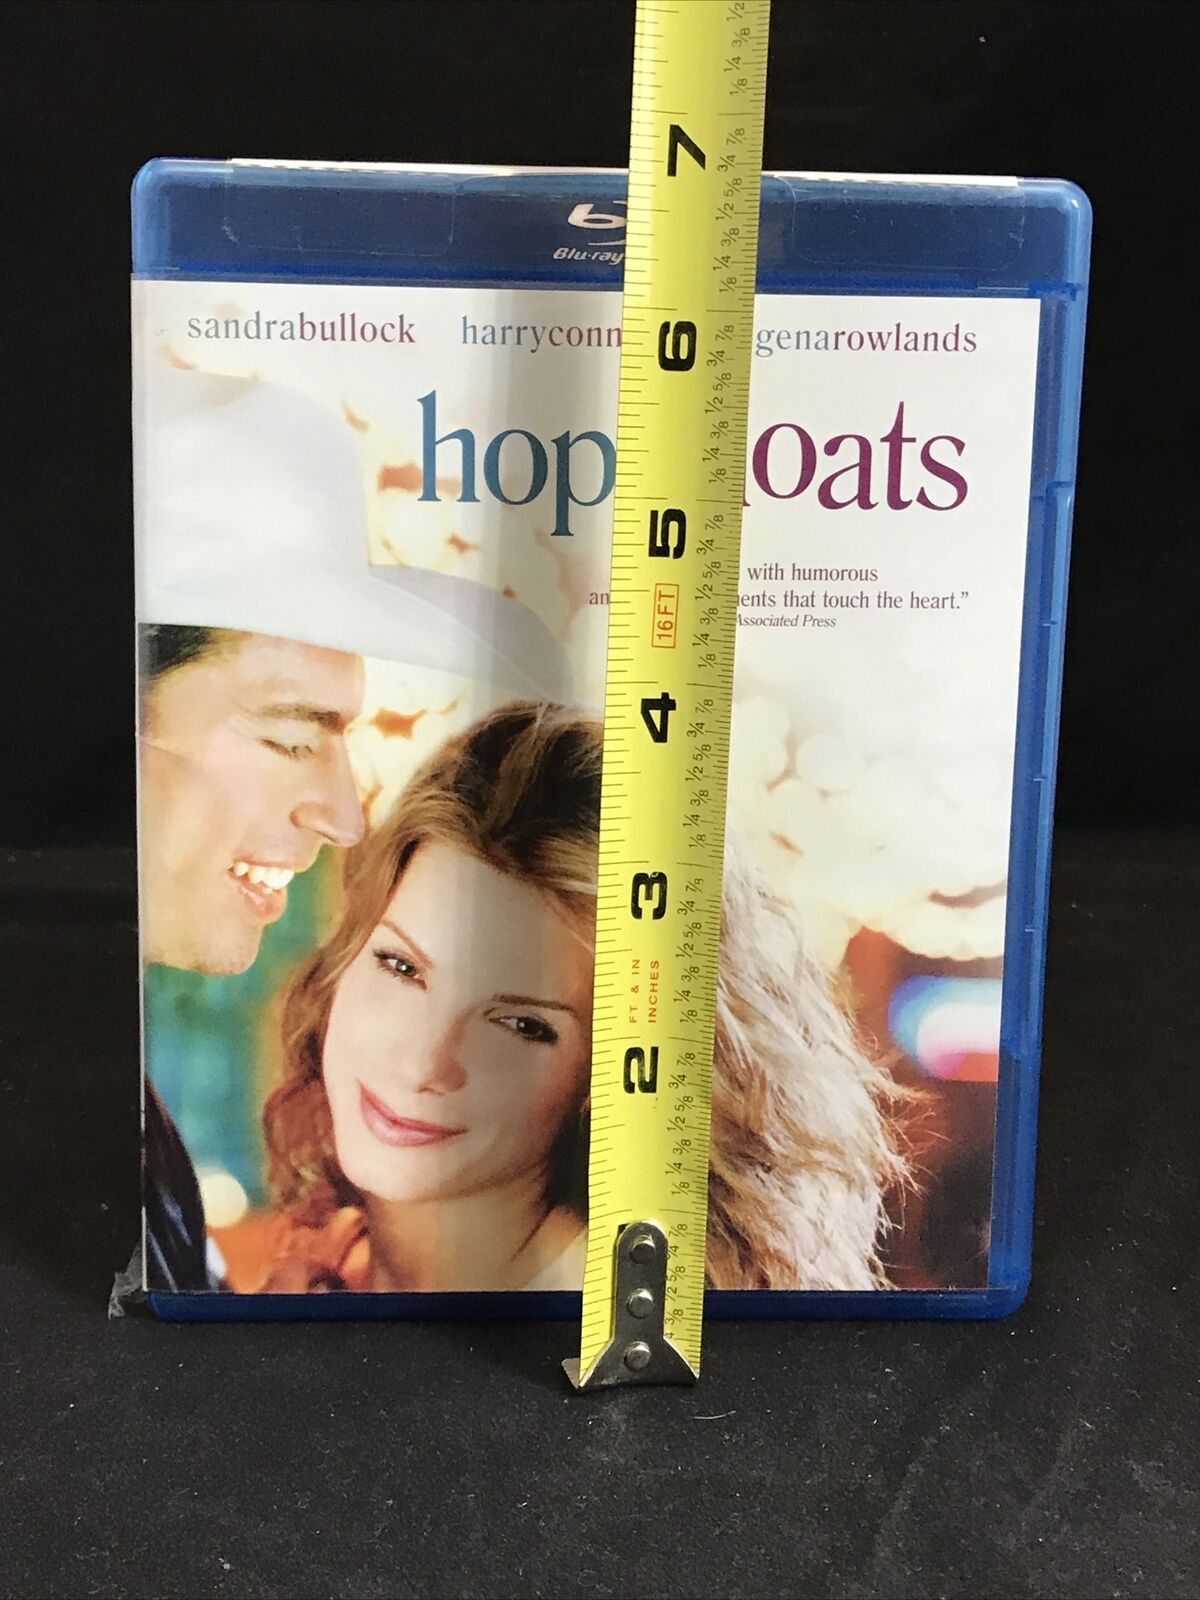 Blu-ray
sandrabullock harryconn genarowlands
hop oats
with humorous
an ents that touch the heart."
Associated Press
7
6
5
16FT
4
3
FT & IN
INCHES
2